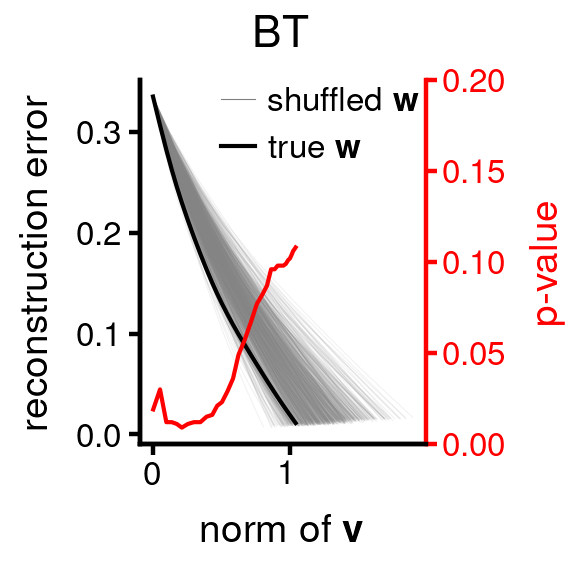 BT
shuffled w
true w
reconstruction error
0.3
0.2
0.1
0.0
0.20
0.15
0.10
0.05
0.00
p-value
0 1
norm of v